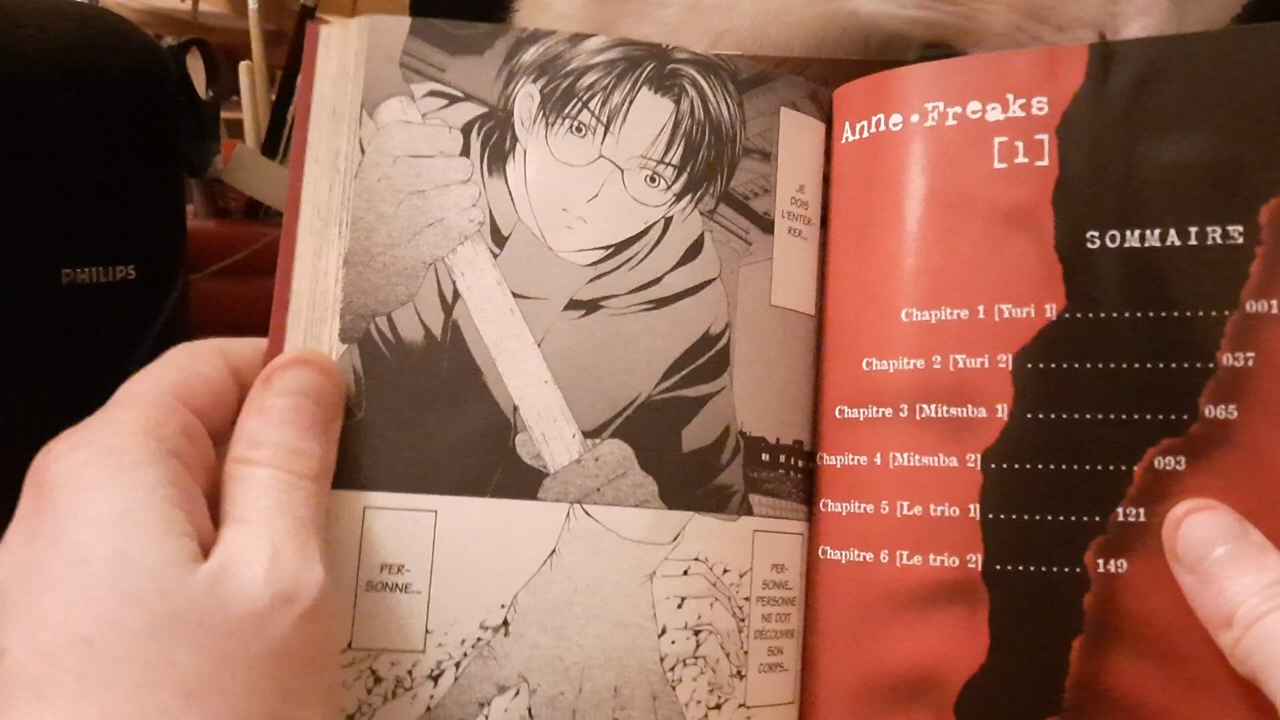 PHILIPS
JE
DOIS
L'ENTER-
RER...
PER-
SONNE...
PER-
SONNE...
PERSONNE
NE DOIT
DÉCOUVRIR
SON
CORPS...
Anne•Freaks
[1]
SOMMAIRE
Chapitre 1 [Yuri 1] ............... 001
Chapitre 2 [Yuri 2] ................. 037
Chapitre 3 [Mitsuba 1] .............. 065
Chapitre 4 [Mitsuba 2] ............. 093
Chapitre 5 [Le trio 1] .......... 121
Chapitre 6 [Le trio 2] ........ 149